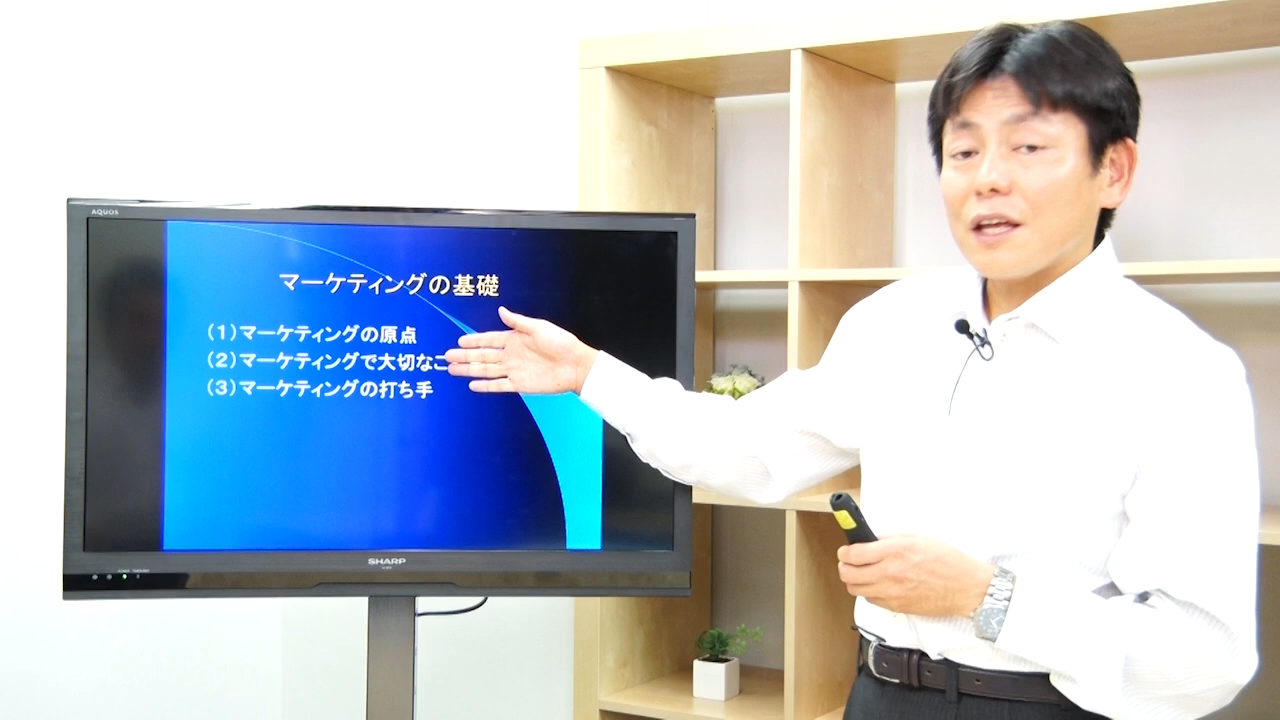 AQUOS
マーケティングの基礎
(1)マーケティングの原点
(2)マーケティングで大切なこ
(3)マーケティングの打ち手
SHARP